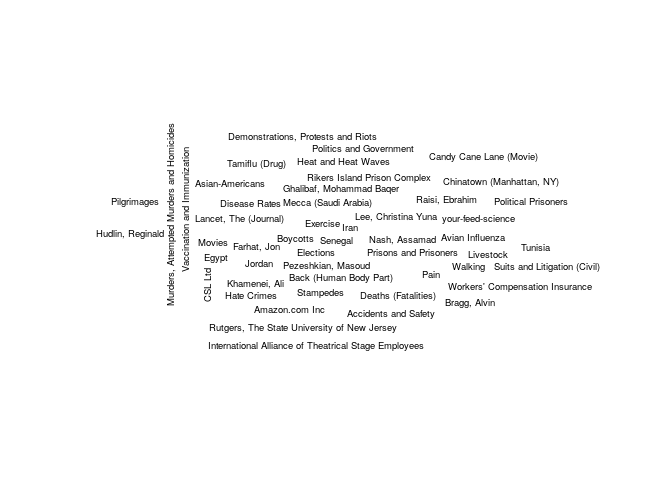 Demonstrations, Protests and Riots
Politics and Government
Candy Cane Lane (Movie)
Tamiflu (Drug)
Heat and Heat Waves
Murders, Attempted Murders and Homicides
Vaccination and Immunization
Rikers Island Prison Complex
Asian-Americans
Chinatown (Manhattan, NY)
Ghalibaf, Mohammad Baqer
Pilgrimages
Disease Rates
Mecca (Saudi Arabia)
Raisi, Ebrahim
Political Prisoners
Lancet, The (Journal)
Exercise
Lee, Christina Yuna
your-feed-science
Iran
Hudlin, Reginald
Movies
Farhat, Jon
Boycotts
Senegal
Nash, Assamad
Avian Influenza
Tunisia
Egypt
Elections
Prisons and Prisoners
Livestock
Jordan
Pezeshkian, Masoud
Walking
Suits and Litigation (Civil)
CSL Ltd
Khamenei, Ali
Back (Human Body Part)
Pain
Workers' Compensation Insurance
Hate Crimes
Stampedes
Deaths (Fatalities)
Bragg, Alvin
Amazon.com Inc
Accidents and Safety
Rutgers, The State University of New Jersey
International Alliance of Theatrical Stage Employees